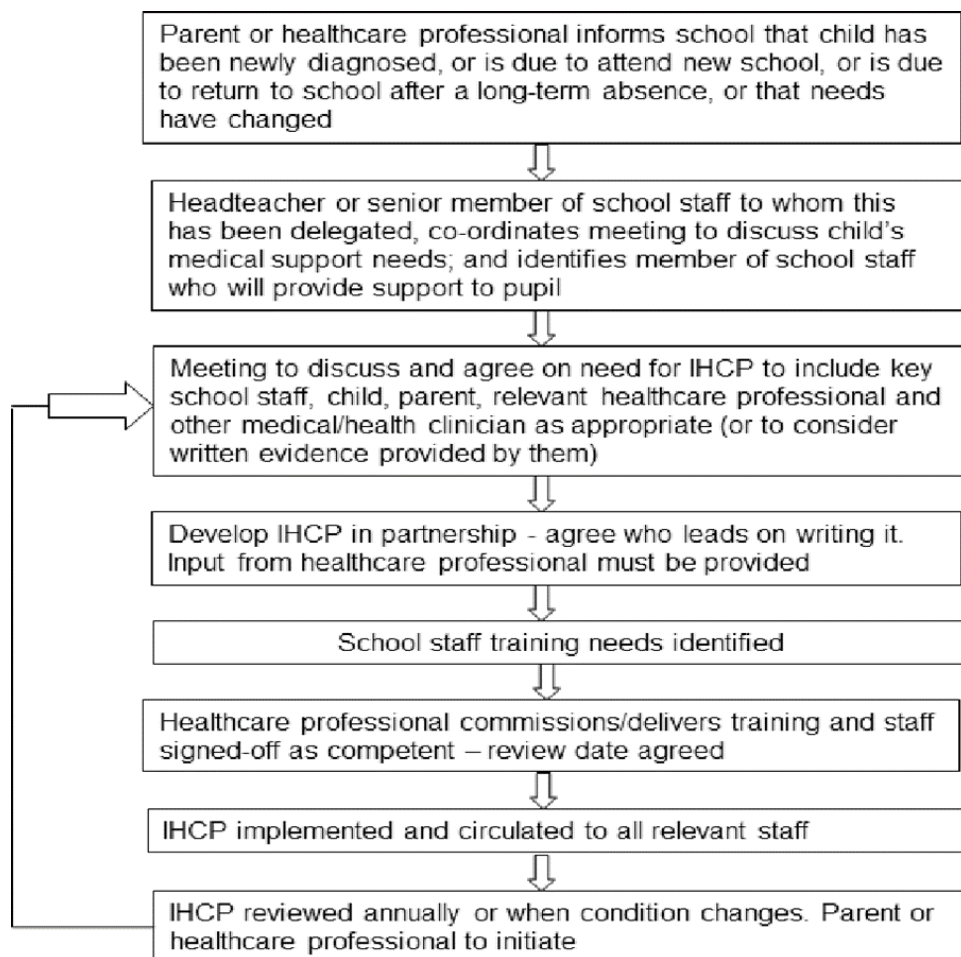 Parent or healthcare professional informs school that child has
been newly diagnosed, or is due to attend new school, or is due
to return to school after a long-term absence, or that needs
have changed
Headteacher or senior member of school staff to whom this
has been delegated, co-ordinates meeting to discuss child's
medical support needs; and identifies member of school staff
who will provide support to pupil
Meeting to discuss and agree on need for IHCP to include key
school staff, child, parent, relevant healthcare professional and
other medical/health clinician as appropriate (or to consider
written evidence provided by them)
Develop IHCP in partnership - agree who leads on writing it.
Input from healthcare professional must be provided
School staff training needs identified
Healthcare professional commissions/delivers training and staff
signed-off as competent – review date agreed
IHCP implemented and circulated to all relevant staff
IHCP reviewed annually or when condition changes. Parent or
healthcare professional to initiate